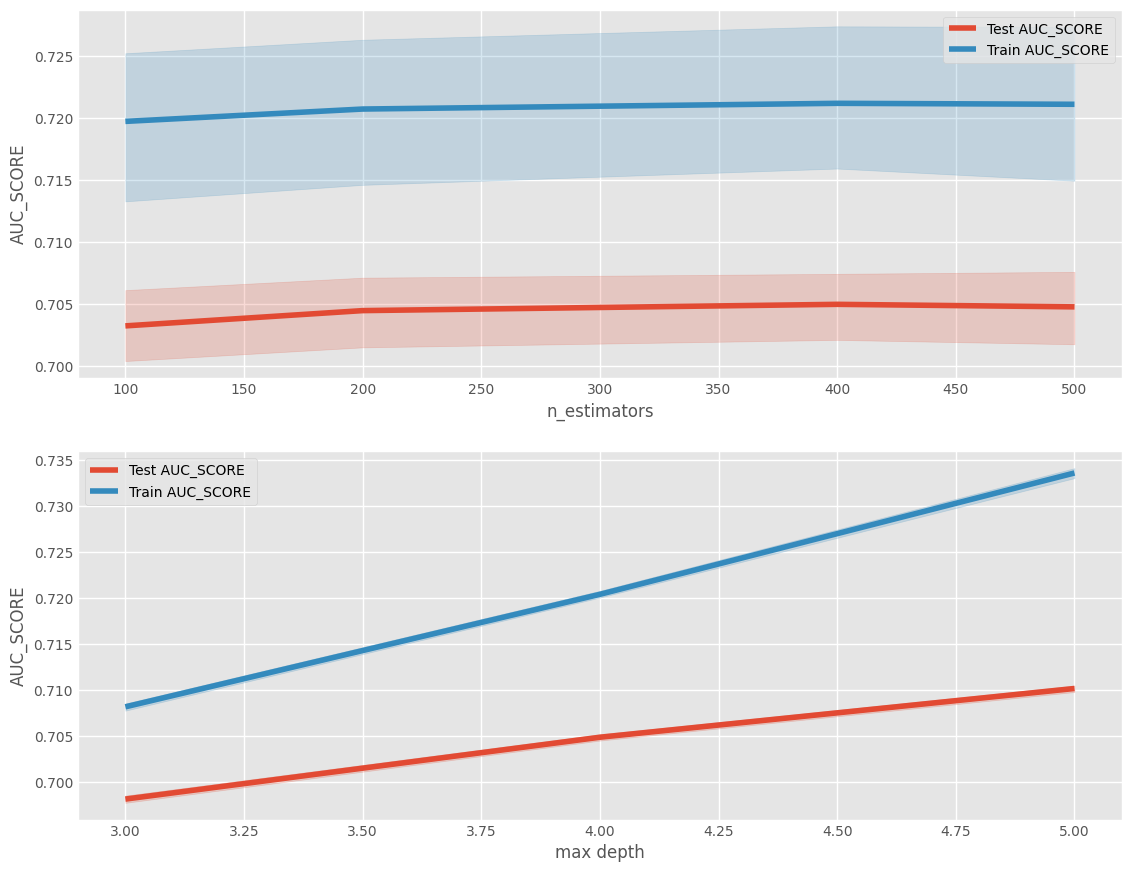 Test AUC_SCORE
Train AUC_SCORE
0.725
0.720
0.715
0.710
0.705
0.700
AUC_SCORE
100 150 200 250 300 350 400 450 500
n_estimators
Test AUC_SCORE
Train AUC_SCORE
0.735
0.730
0.725
0.720
0.715
0.710
0.705
0.700
AUC_SCORE
3.00 3.25 3.50 3.75 4.00 4.25 4.50 4.75 5.00
max depth